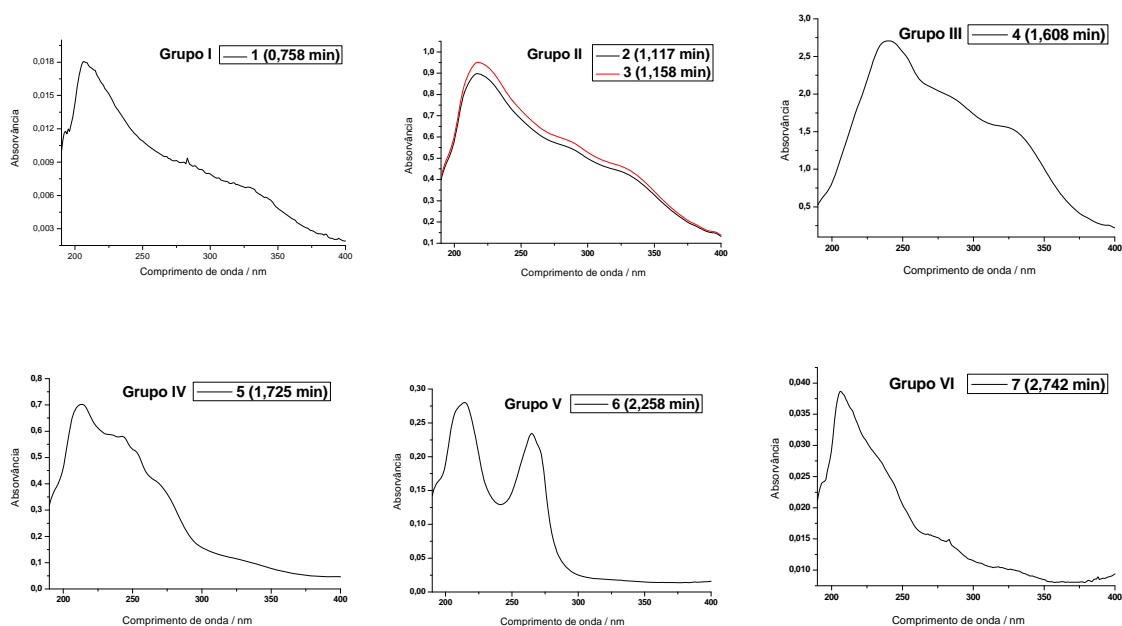 Grupo I
1 (0,758 min)
0,018
0,015
0,012
0,009
0,006
0,003
Absorvância
200 250 300 350 400
Comprimento de onda / nm
Grupo II
2 (1,117 min)
3 (1,158 min)
1,0
0,9
0,8
0,7
0,6
0,5
0,4
0,3
0,2
0,1
Absorvância
200 250 300 350 400
Comprimento de onda / nm
Grupo III
4 (1,608 min)
3,0
2,5
2,0
1,5
1,0
0,5
Absorvância
200 250 300 350 400
Comprimento de onda / nm
Grupo IV
5 (1,725 min)
0,8
0,7
0,6
0,5
0,4
0,3
0,2
0,1
0,0
Absorvância
200 250 300 350 400
Comprimento de onda / nm
Grupo V
6 (2,258 min)
0,30
0,25
0,20
0,15
0,10
0,05
0,00
Absorvância
200 250 300 350 400
Comprimento de onda / nm
Grupo VI
7 (2,742 min)
0,040
0,035
0,030
0,025
0,020
0,015
0,010
Absorvância
200 250 300 350 400
Comprimento de onda / nm